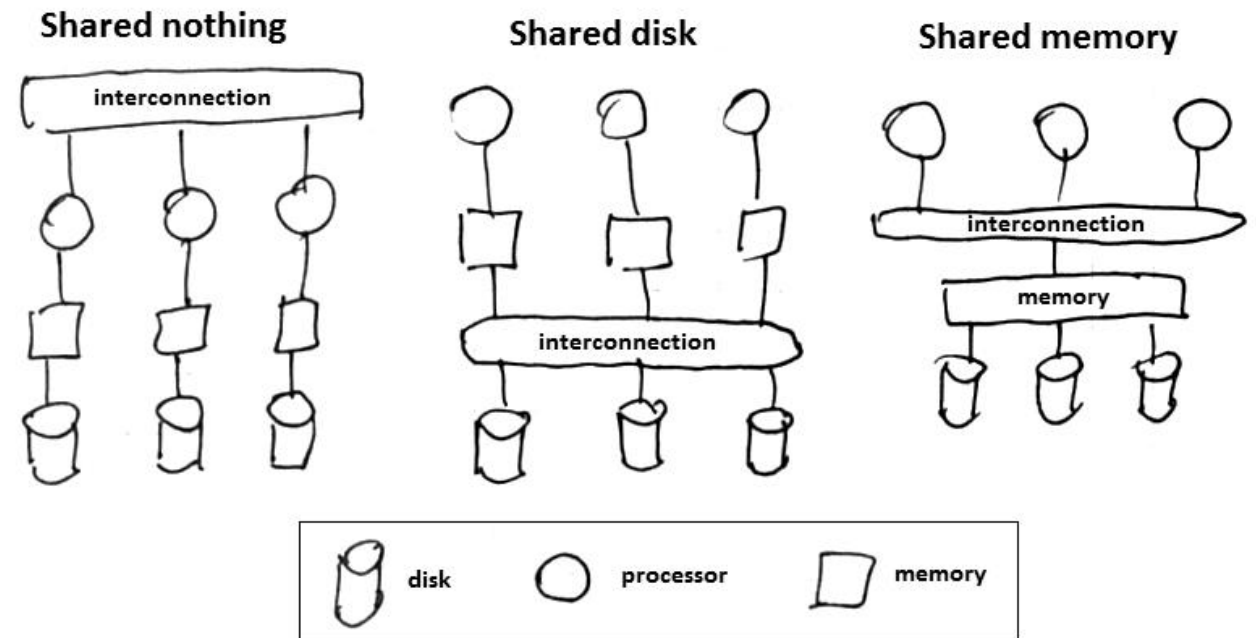 Shared nothing
interconnection
Shared disk
interconnection
Shared memory
interconnection
memory
disk
processor
memory